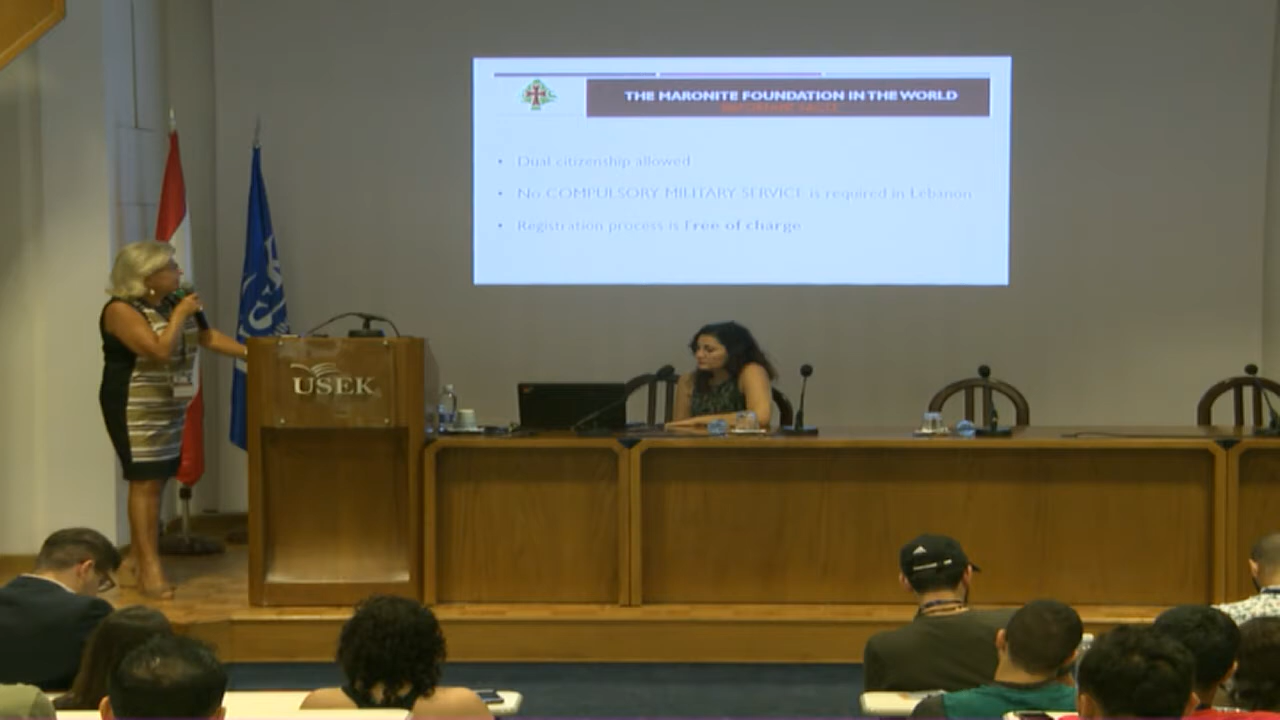 THE MARONITE FOUNDATION IN THE WORLD
• Dual citizenship allowed
• No COMPULSORY MILITARY SERVICE is required in Lebanon
• Registration process is Free of charge
USEK